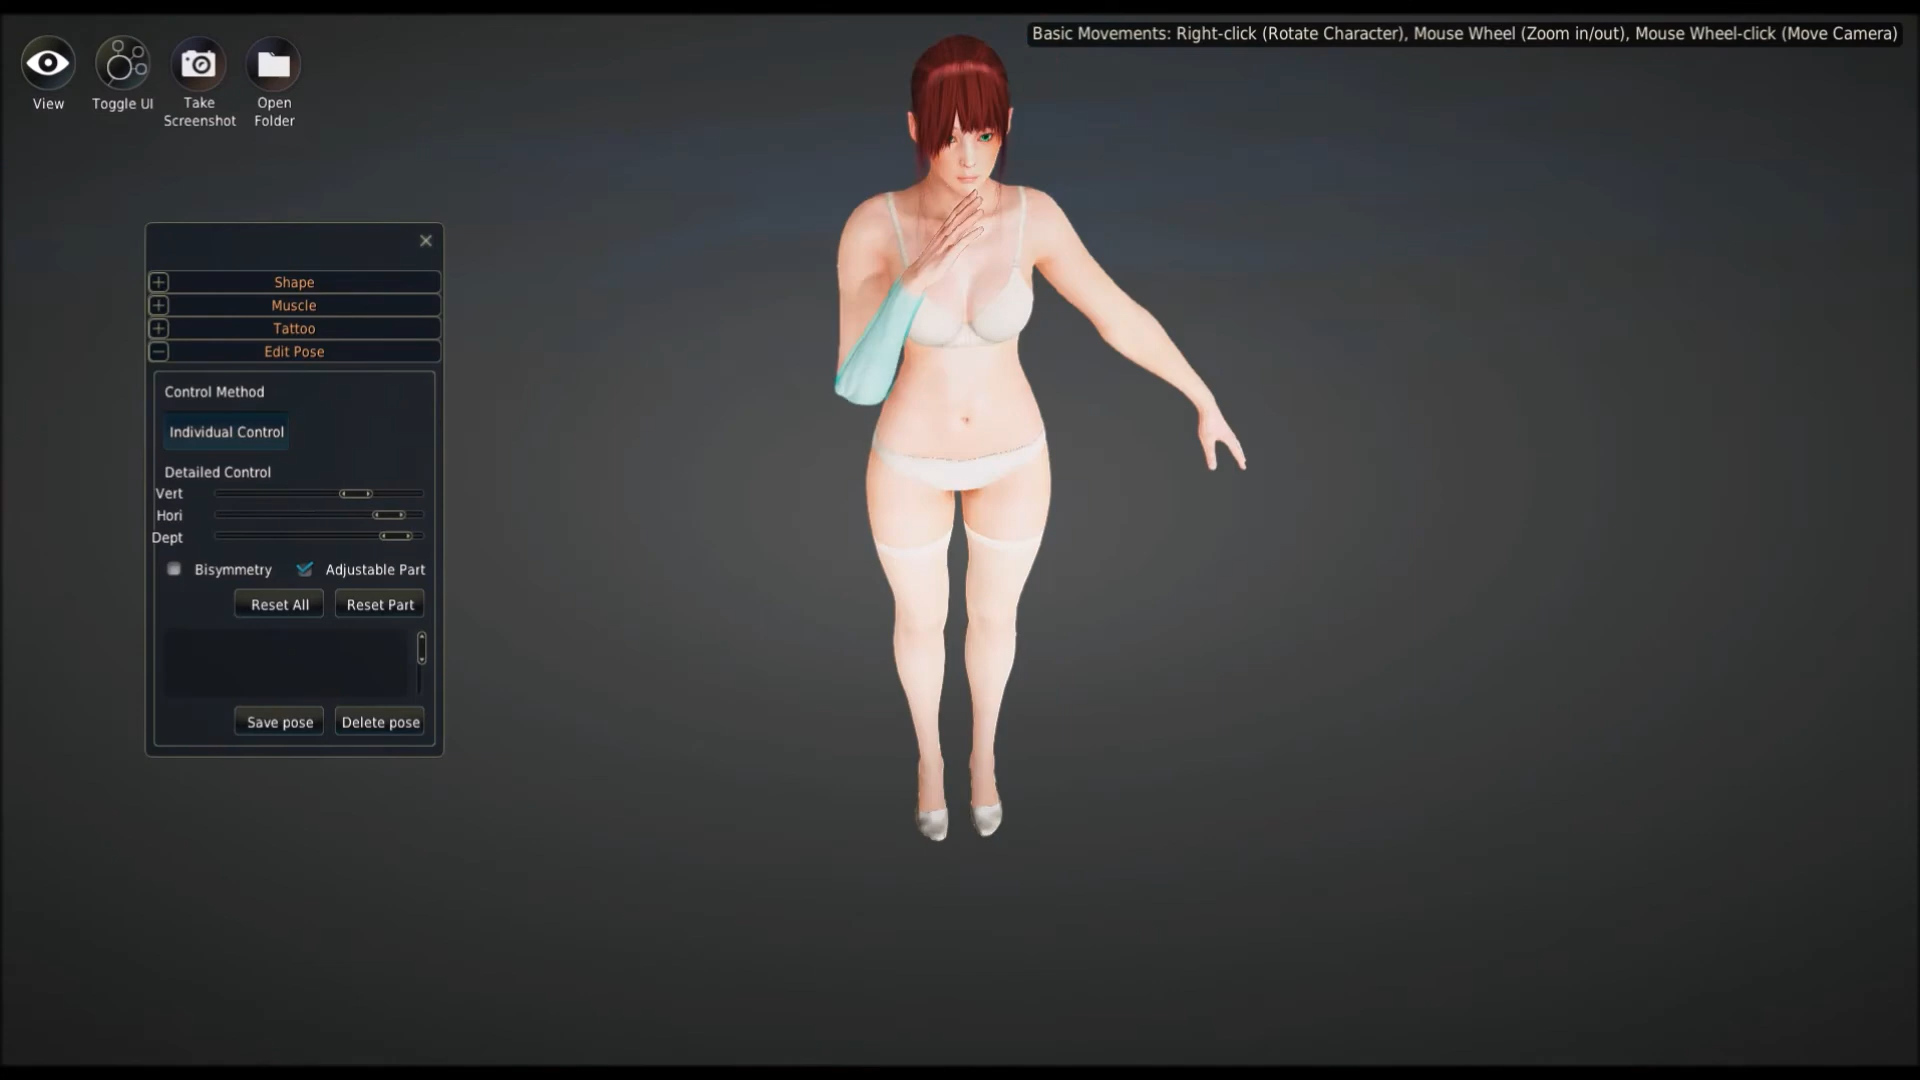 Basic Movements: Right-click (Rotate Character), Mouse Wheel (Zoom in/out), Mouse Wheel-click (Move Camera)
View
Toggle UI
Take
Screenshot
Open
Folder
Shape
Muscle
Tattoo
Edit Pose
Control Method
Individual Control
Detailed Control
Vert
Hori
Dept
Bisymmetry Adjustable Part
Reset All Reset Part
Save pose Delete pose